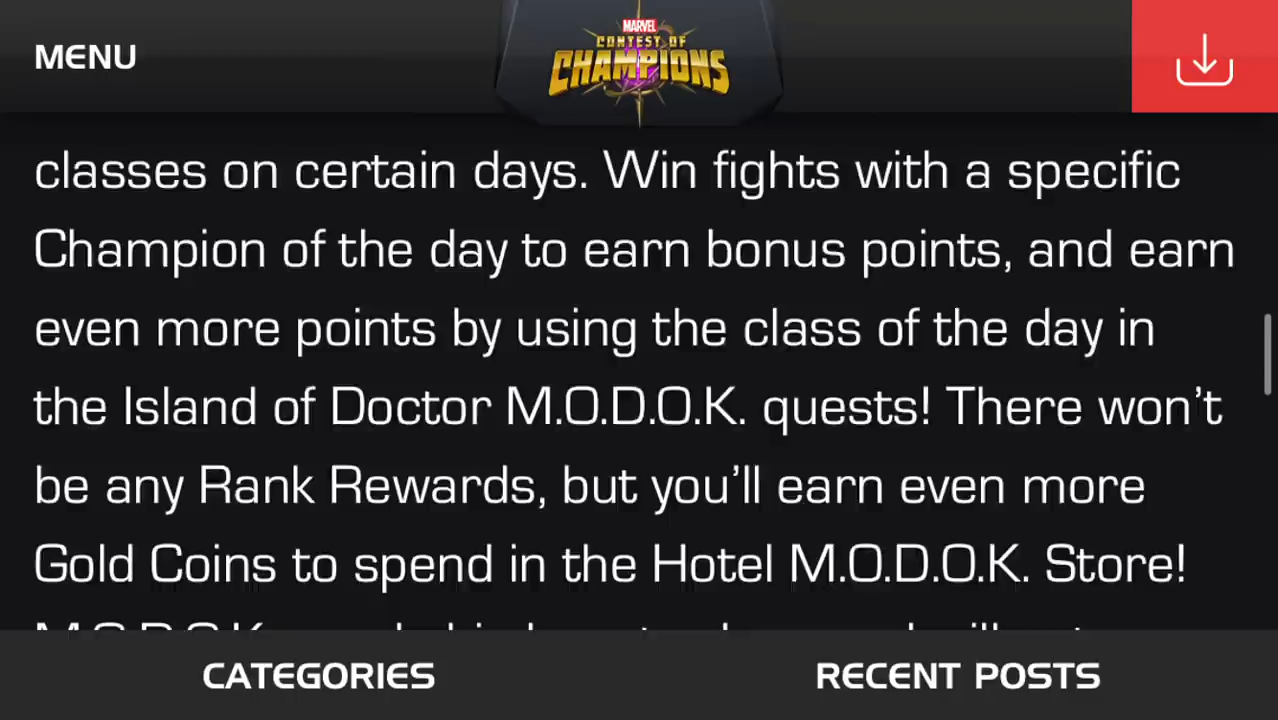 MENU
MARVEL
CONTEST OF
CHAMPIONS
classes on certain days. Win fights with a specific
Champion of the day to earn bonus points, and earn
even more points by using the class of the day in
the Island of Doctor M.O.D.O.K. quests! There won't
be any Rank Rewards, but you'll earn even more
Gold Coins to spend in the Hotel M.O.D.O.K. Store!
CATEGORIES
RECENT POSTS